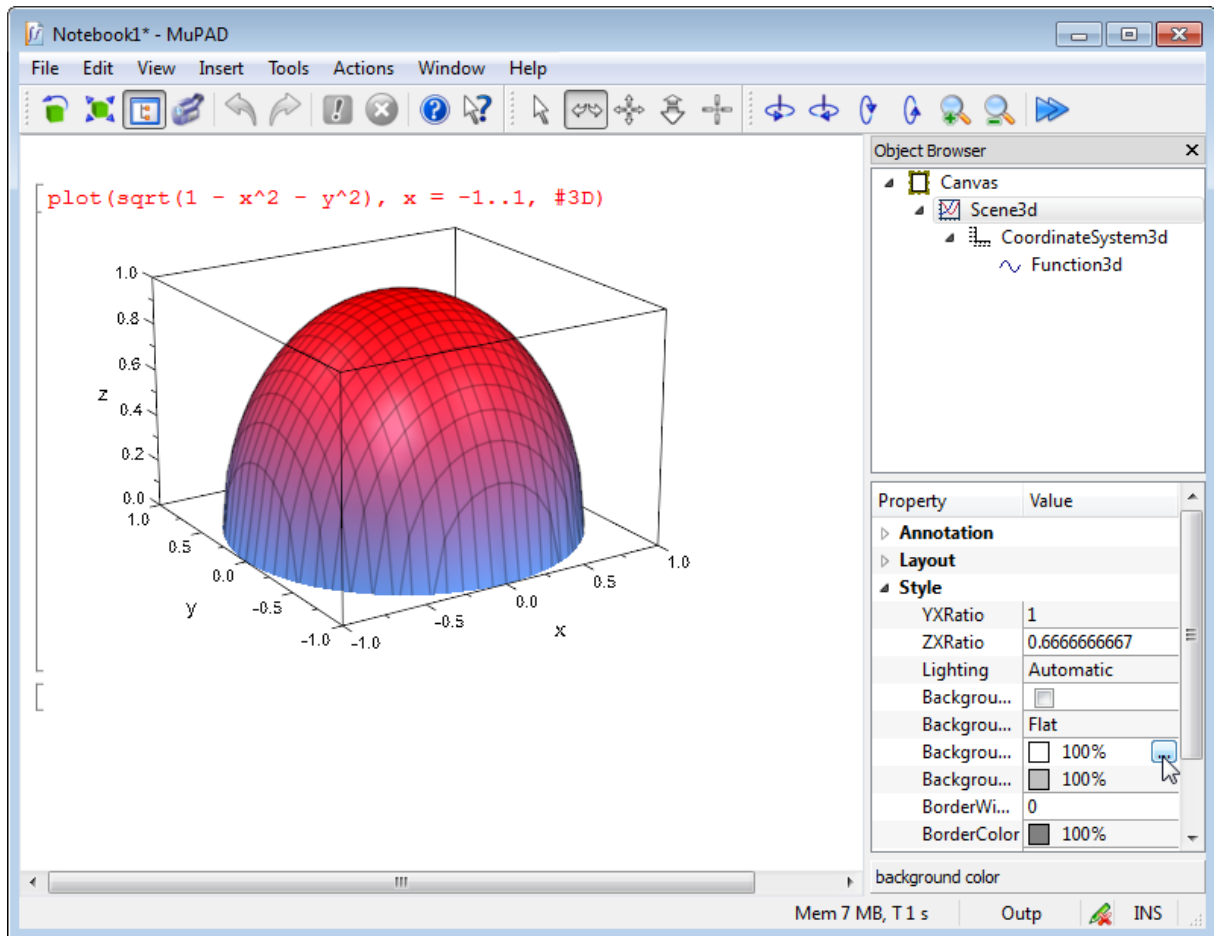 Notebook1* - MuPAD
File Edit View Insert Tools Actions Window Help
plot(sqrt(1 - x^2 - y^2), x = -1..1, #3D)
1.0
0.8
0.6
z
0.4
0.2
0.0
1.0
0.5
0.0
y
-0.5
-1.0
-1.0
-0.5
0.0
x
0.5
1.0
Object Browser
Canvas
Scene3d
CoordinateSystem3d
Function3d
Property Value
Annotation
Layout
Style
YXRatio 1
ZXRatio 0.6666666667
Lighting Automatic
Backgrou...
Backgrou... Flat
Backgrou... 100% ...
Backgrou... 100%
BorderWi... 0
BorderColor 100%
background color
Mem 7 MB, T 1 s Outp INS